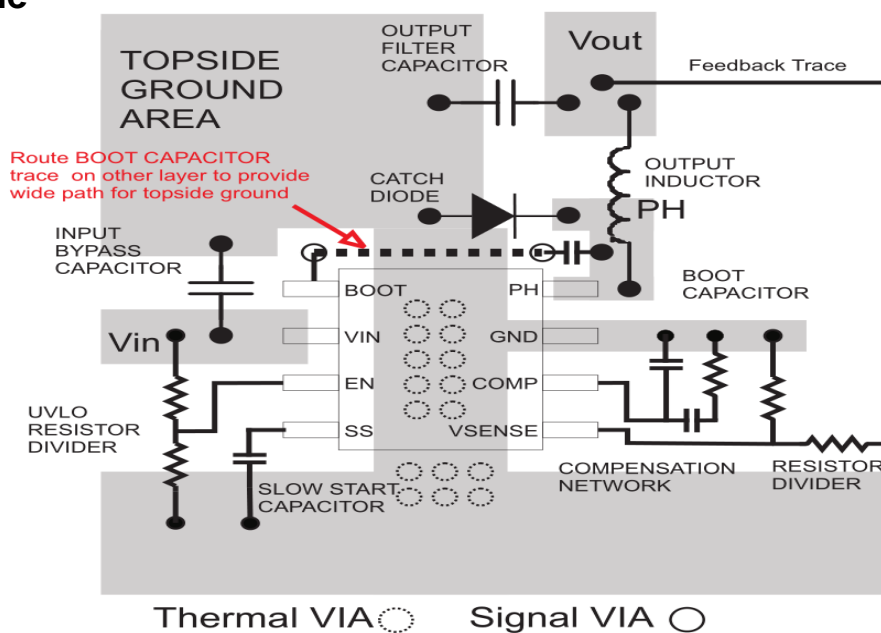 OUTPUT
FILTER
CAPACITOR
Vout
Feedback Trace
TOPSIDE
GROUND
AREA
Route BOOT CAPACITOR
trace on other layer to provide
wide path for topside ground
CATCH
DIODE
OUTPUT
INDUCTOR
PH
INPUT
BYPASS
CAPACITOR
BOOT
CAPACITOR
BOOT
PH
Vin
VIN
GND
EN
COMP
UVLO
RESISTOR
DIVIDER
SS
VSENSE
SLOW START
CAPACITOR
COMPENSATION
NETWORK
RESISTOR
DIVIDER
Thermal VIA
Signal VIA